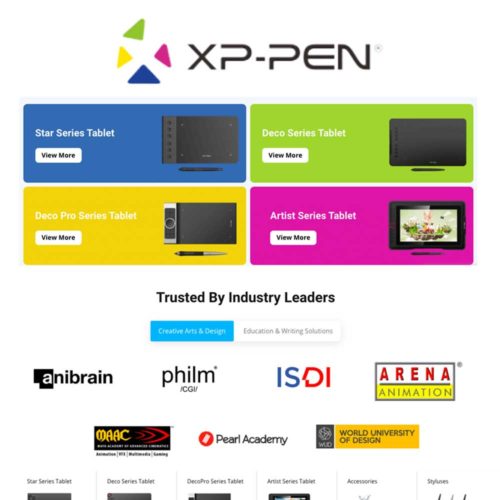 XP-PEN®
Star Series Tablet
View More
Deco Series Tablet
View More
Deco Pro Series Tablet
View More
Artist Series Tablet
View More
Trusted By Industry Leaders
Creative Arts & Design
Education & Writing Solutions
anibrain
philm®
/CGI/
ISDI
ARENA®
ANIMATION
MAAC
MAYA ACADEMY OF ADVANCED CINEMATICS
Animation | VFX | Multimedia | Gaming
Pearl Academy
WUD
WORLD UNIVERSITY
OF DESIGN
Star Series Tablet
Deco Series Tablet
DecoPro Series Tablet
Artist Series Tablet
Accessories
Styluses